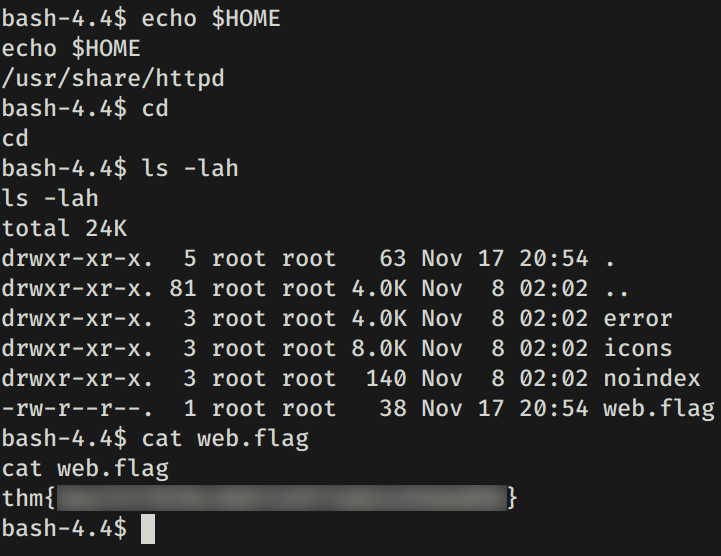 bash-4.4$ echo $HOME
echo $HOME
/usr/share/httpd
bash-4.4$ cd
cd
bash-4.4$ ls -lah
ls -lah
total 24K
drwxr-xr-x.  5 root root   63 Nov 17 20:54 .
drwxr-xr-x. 81 root root 4.0K Nov  8 02:02 ..
drwxr-xr-x.  3 root root 4.0K Nov  8 02:02 error
drwxr-xr-x.  3 root root 8.0K Nov  8 02:02 icons
drwxr-xr-x.  3 root root  140 Nov  8 02:02 noindex
-rw-r--r--.  1 root root   38 Nov 17 20:54 web.flag
bash-4.4$ cat web.flag
cat web.flag
thm{}
bash-4.4$